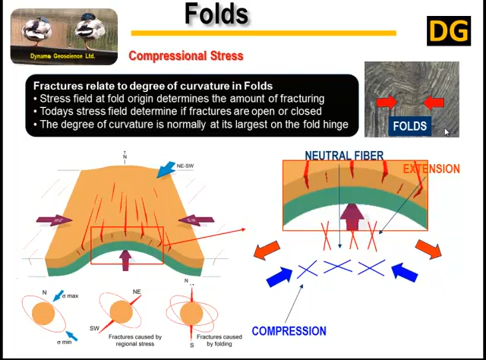 Folds
DG
Dynamo Geoscience Ltd.
Compressional Stress
Fractures relate to degree of curvature in Folds
• Stress field at fold origin determines the amount of fracturing
• Todays stress field determine if fractures are open or closed
• The degree of curvature is normally at its largest on the fold hinge
FOLDS
N
NE-SW
NEUTRAL FIBER
EXTENSION
N
σ max
σ min
NE
SW
Fractures caused by
regional stress
N
S
Fractures caused
by folding
COMPRESSION